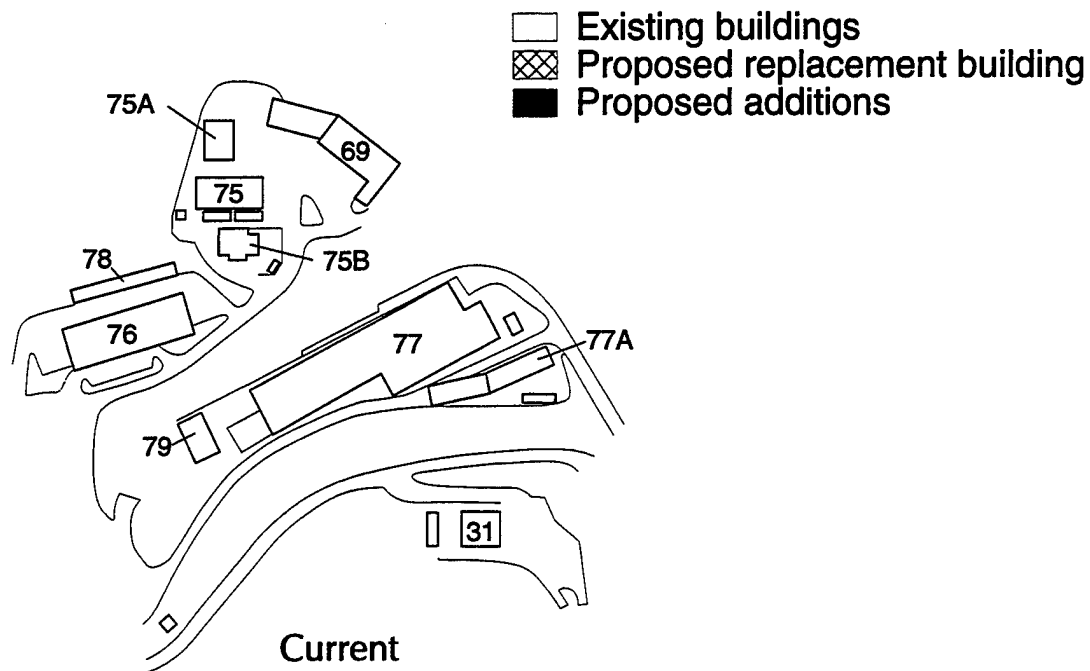 Existing buildings
Proposed replacement building
Proposed additions
75A
69
75
75B
78
76
77
77A
79
31
Current